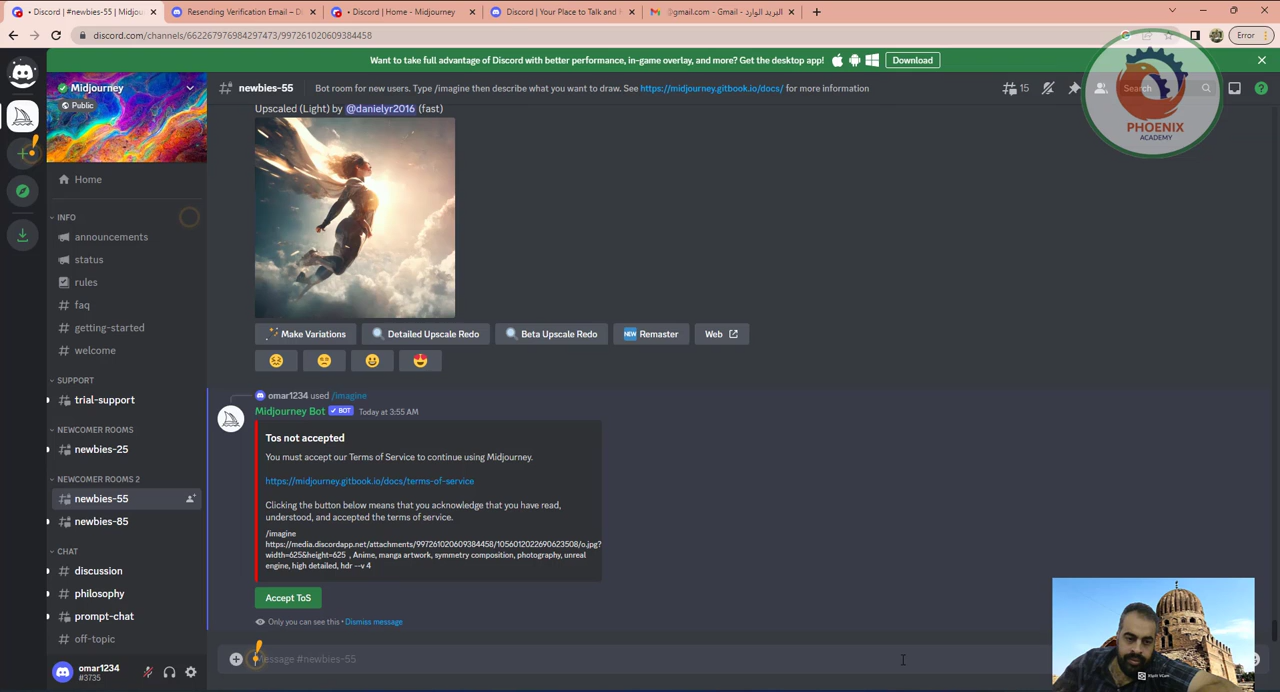 • Discord | #newbies-55 | Midjou
Resending Verification Email – D
• Discord | Home - Midjourney
Discord | Your Place to Talk and
@gmail.com - Gmail - البريد الوارد
discord.com/channels/662267976984297473/997261020609384458
Error
Want to take full advantage of Discord with better performance, in-game overlay, and more? Get the desktop app!
Download
Midjourney
Public
newbies-55
Bot room for new users. Type /imagine then describe what you want to draw. See https://midjourney.gitbook.io/docs/ for more information
15
Search
PHOENIX
ACADEMY
Home
INFO
announcements
status
rules
faq
getting-started
welcome
SUPPORT
trial-support
NEWCOMER ROOMS
newbies-25
NEWCOMER ROOMS 2
newbies-55
newbies-85
CHAT
discussion
philosophy
prompt-chat
off-topic
omar1234
#3735
Upscaled (Light) by @danielyr2016 (fast)
Make Variations
Detailed Upscale Redo
Beta Upscale Redo
NEW Remaster
Web
omar1234 used /imagine
Midjourney Bot BOT Today at 3:55 AM
Tos not accepted
You must accept our Terms of Service to continue using Midjourney.
https://midjourney.gitbook.io/docs/terms-of-service
Clicking the button below means that you acknowledge that you have read,
understood, and accepted the terms of service.
/imagine
https://media.discordapp.net/attachments/997261020609384458/1056012022690623508/o.jpg?
width=625&height=625 , Anime, manga artwork, symmetry composition, photography, unreal
engine, high detailed, hdr --v 4
Accept ToS
Only you can see this • Dismiss message
Message #newbies-55
XSplit VCam